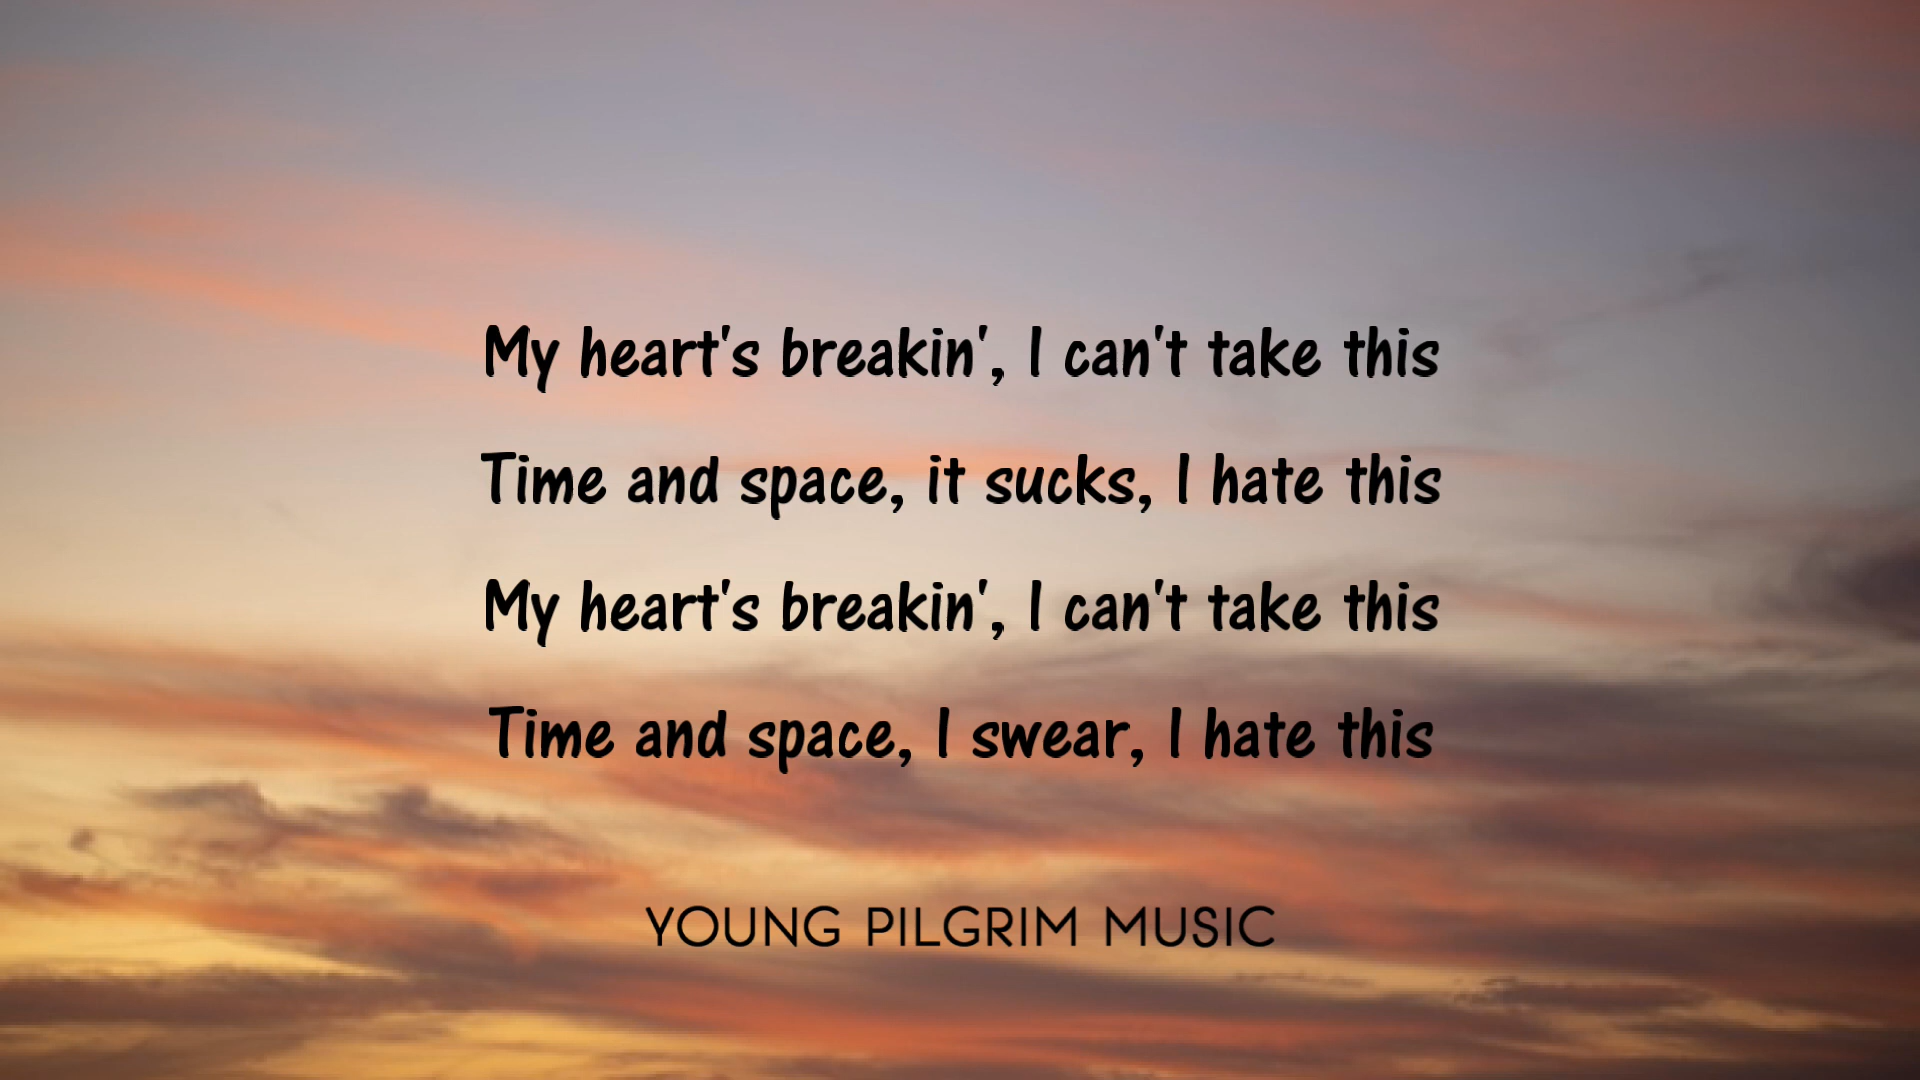 My heart's breakin', I can't take this
Time and space, it sucks, I hate this
My heart's breakin', I can't take this
Time and space, I swear, I hate this
YOUNG PILGRIM MUSIC